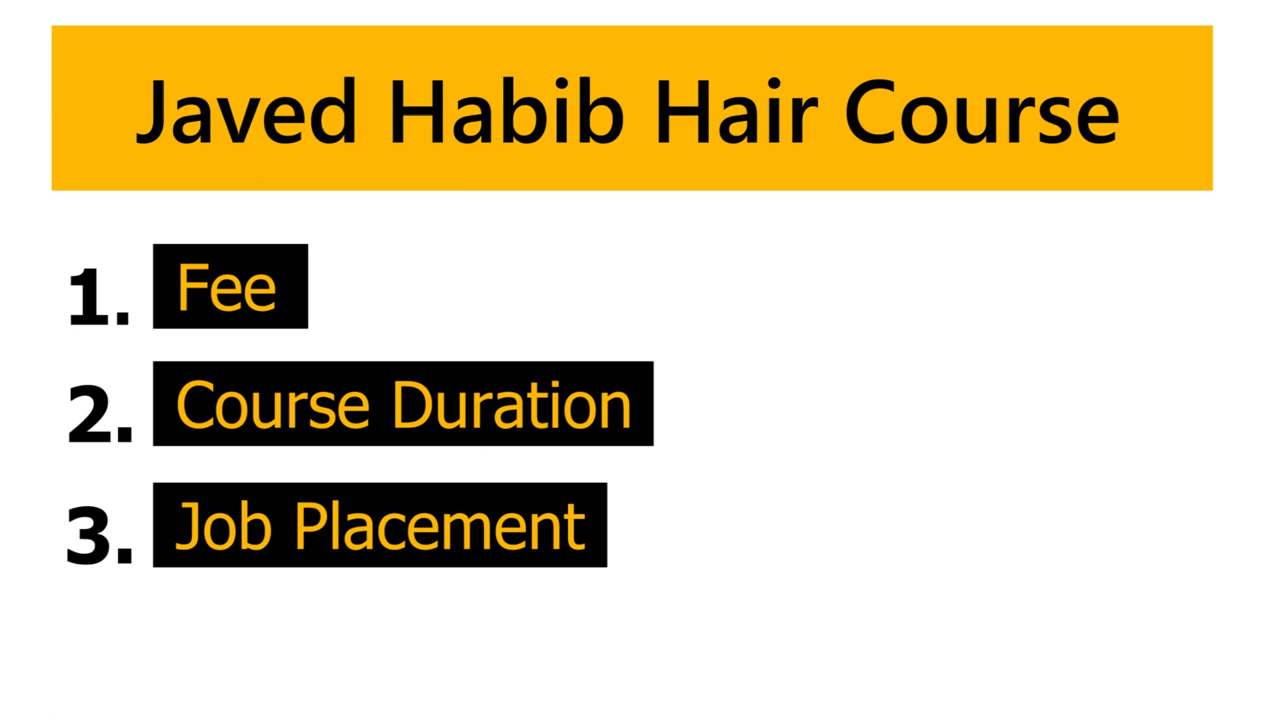 Javed Habib Hair Course
1. Fee
2. Course Duration
3. Job Placement